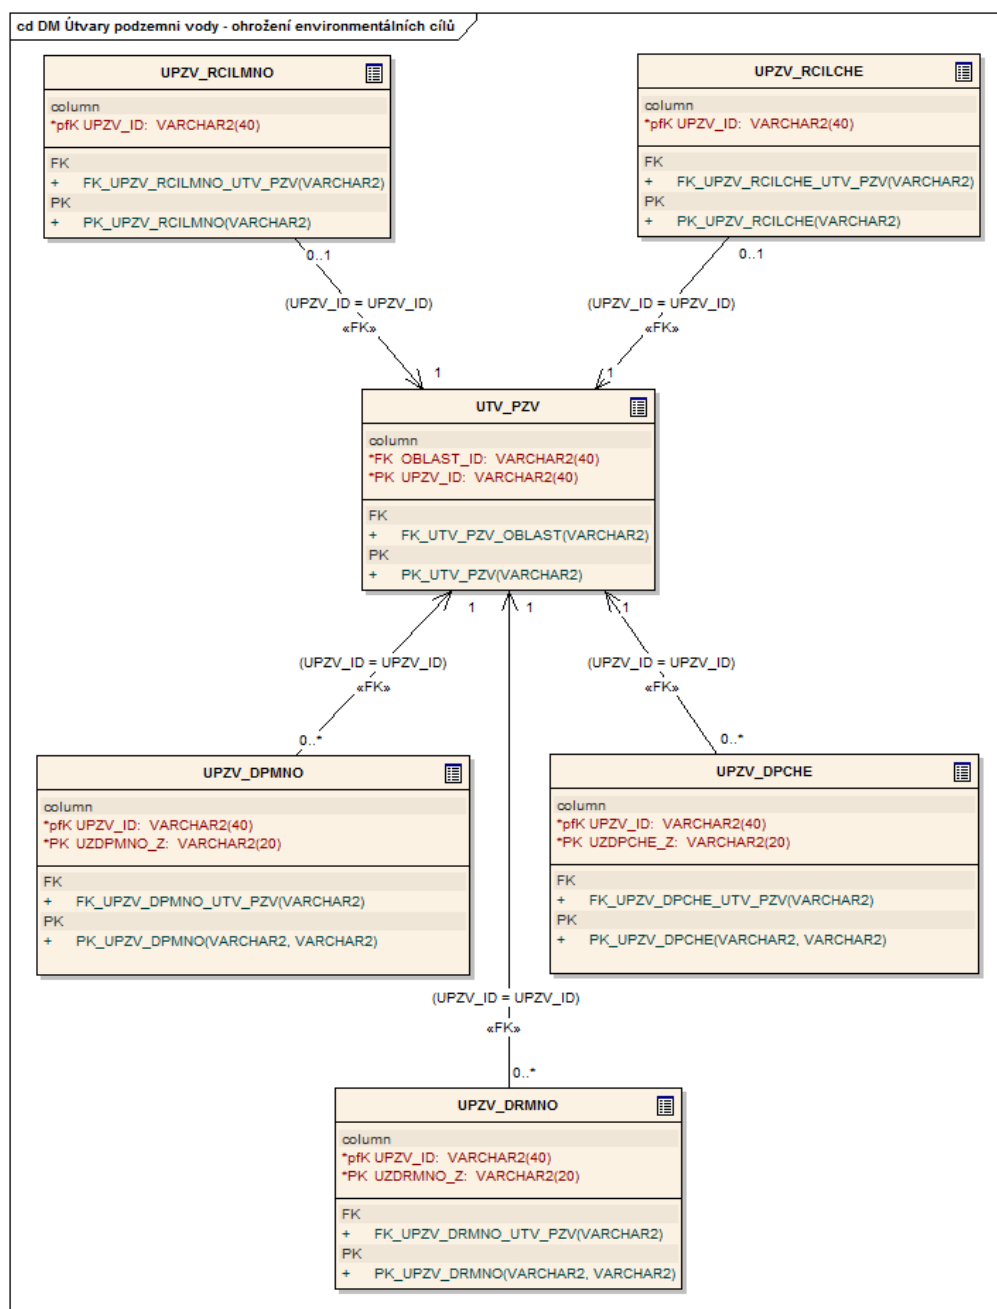 cd DM Útvary podzemni vody - ohrožení environmentálních cílů
UPZV_RCILMNO
column
*pfK UPZV_ID: VARCHAR2(40)
FK
+ FK_UPZV_RCILMNO_UTV_PZV(VARCHAR2)
PK
+ PK_UPZV_RCILMNO(VARCHAR2)
UPZV_RCILCHE
column
*pfK UPZV_ID: VARCHAR2(40)
FK
+ FK_UPZV_RCILCHE_UTV_PZV(VARCHAR2)
PK
+ PK_UPZV_RCILCHE(VARCHAR2)
0..1
(UPZV_ID = UPZV_ID)
«FK»
1
0..1
(UPZV_ID = UPZV_ID)
«FK»
1
UTV_PZV
column
*FK OBLAST_ID: VARCHAR2(40)
*PK UPZV_ID: VARCHAR2(40)
FK
+ FK_UTV_PZV_OBLAST(VARCHAR2)
PK
+ PK_UTV_PZV(VARCHAR2)
1
(UPZV_ID = UPZV_ID)
«FK»
0..*
1
1
(UPZV_ID = UPZV_ID)
«FK»
0..*
UPZV_DPMNO
column
*pfK UPZV_ID: VARCHAR2(40)
*PK UZDPMNO_Z: VARCHAR2(20)
FK
+ FK_UPZV_DPMNO_UTV_PZV(VARCHAR2)
PK
+ PK_UPZV_DPMNO(VARCHAR2, VARCHAR2)
UPZV_DPCHE
column
*pfK UPZV_ID: VARCHAR2(40)
*PK UZDPCHE_Z: VARCHAR2(20)
FK
+ FK_UPZV_DPCHE_UTV_PZV(VARCHAR2)
PK
+ PK_UPZV_DPCHE(VARCHAR2, VARCHAR2)
(UPZV_ID = UPZV_ID)
«FK»
0..*
UPZV_DRMNO
column
*pfK UPZV_ID: VARCHAR2(40)
*PK UZDRMNO_Z: VARCHAR2(20)
FK
+ FK_UPZV_DRMNO_UTV_PZV(VARCHAR2)
PK
+ PK_UPZV_DRMNO(VARCHAR2, VARCHAR2)